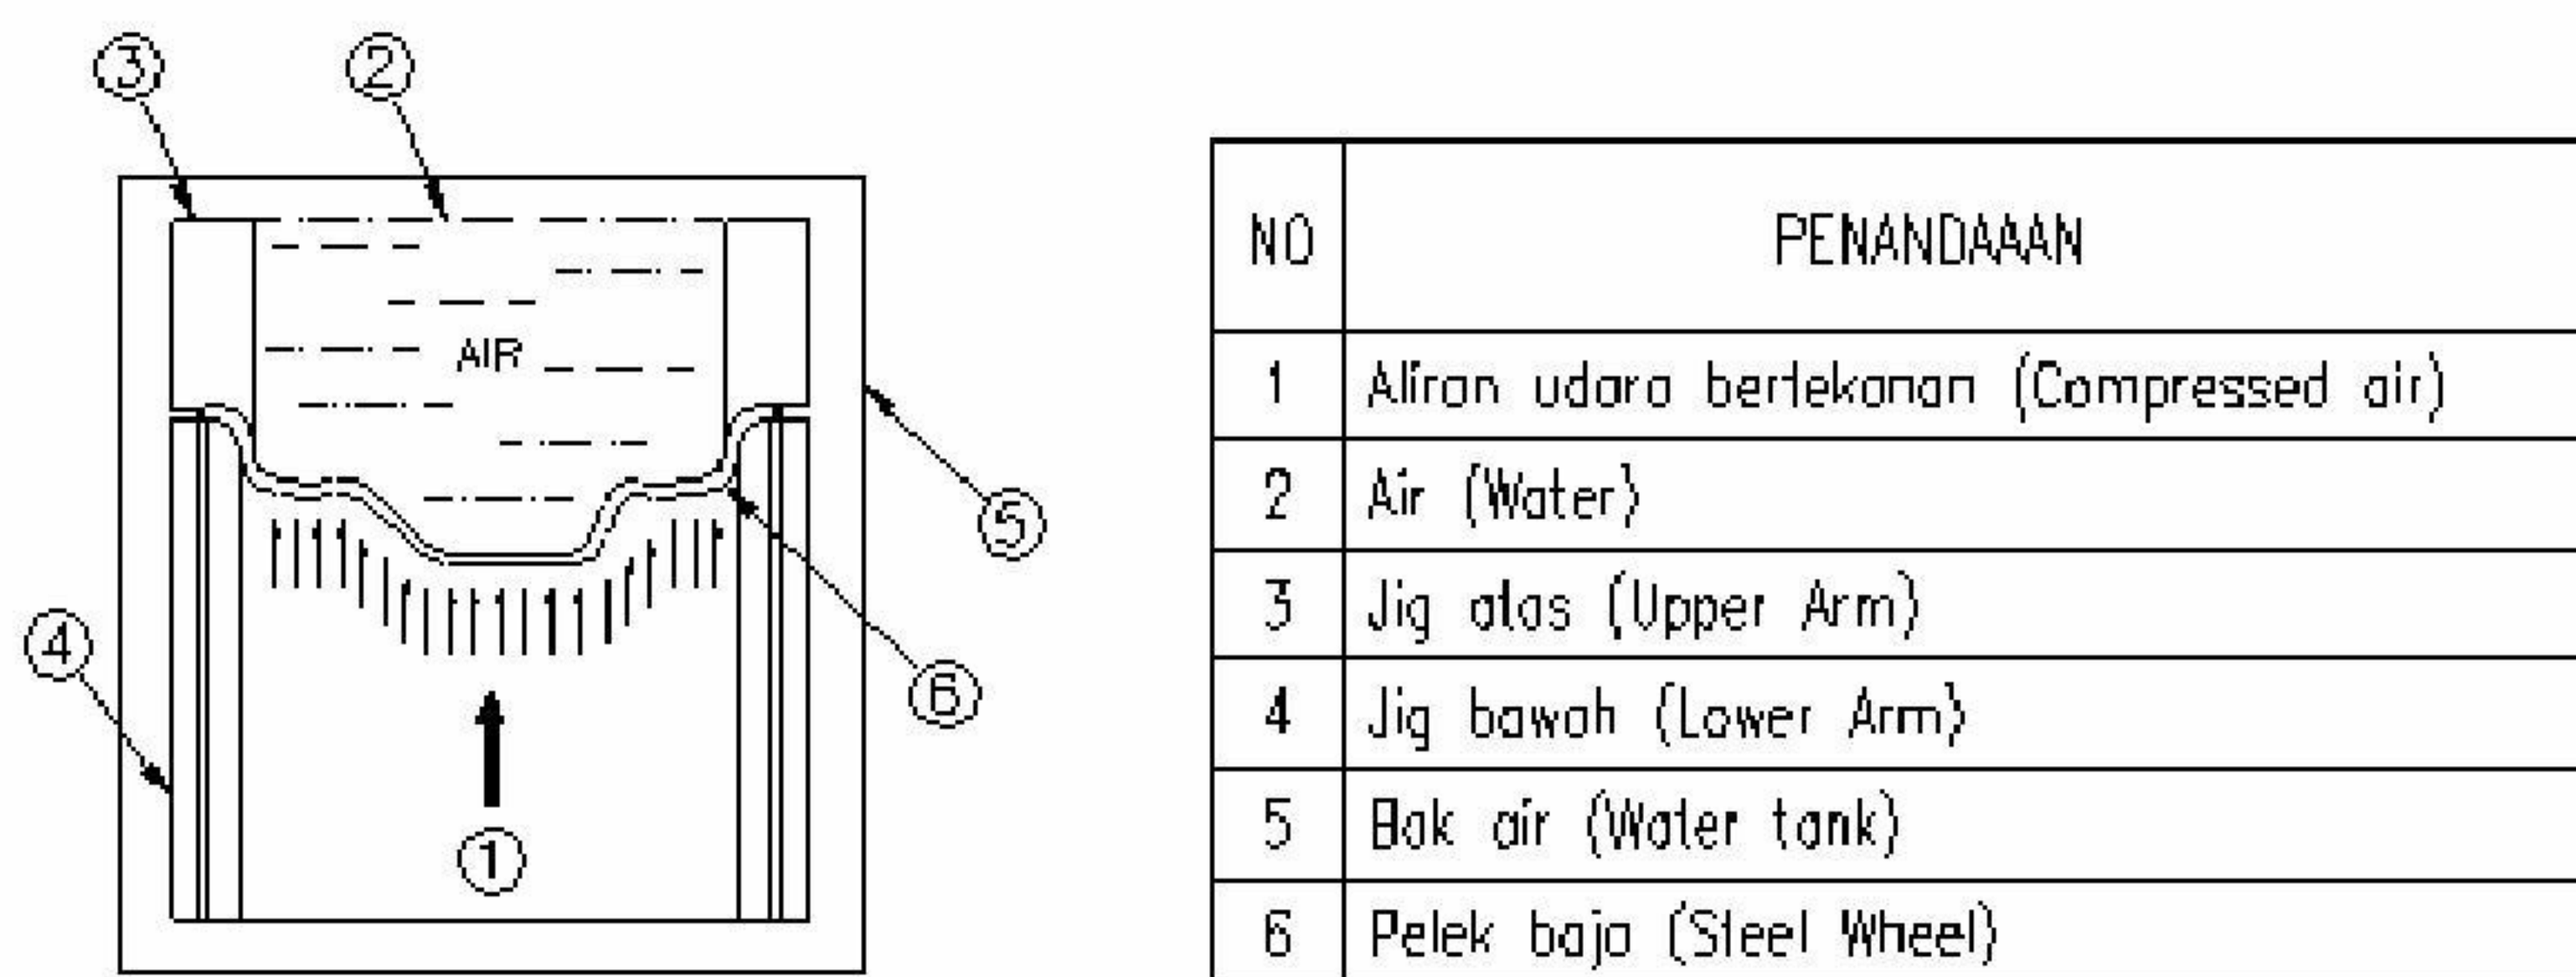 3 2
AIR
5
4
6
1
NO PENANDAAAN
1 Aliran udara bertekanan (Compressed air)
2 Air (Water)
3 Jig atas (Upper Arm)
4 Jig bawah (Lower Arm)
5 Bak air (Water tank)
6 Pelek baja (Steel Wheel)